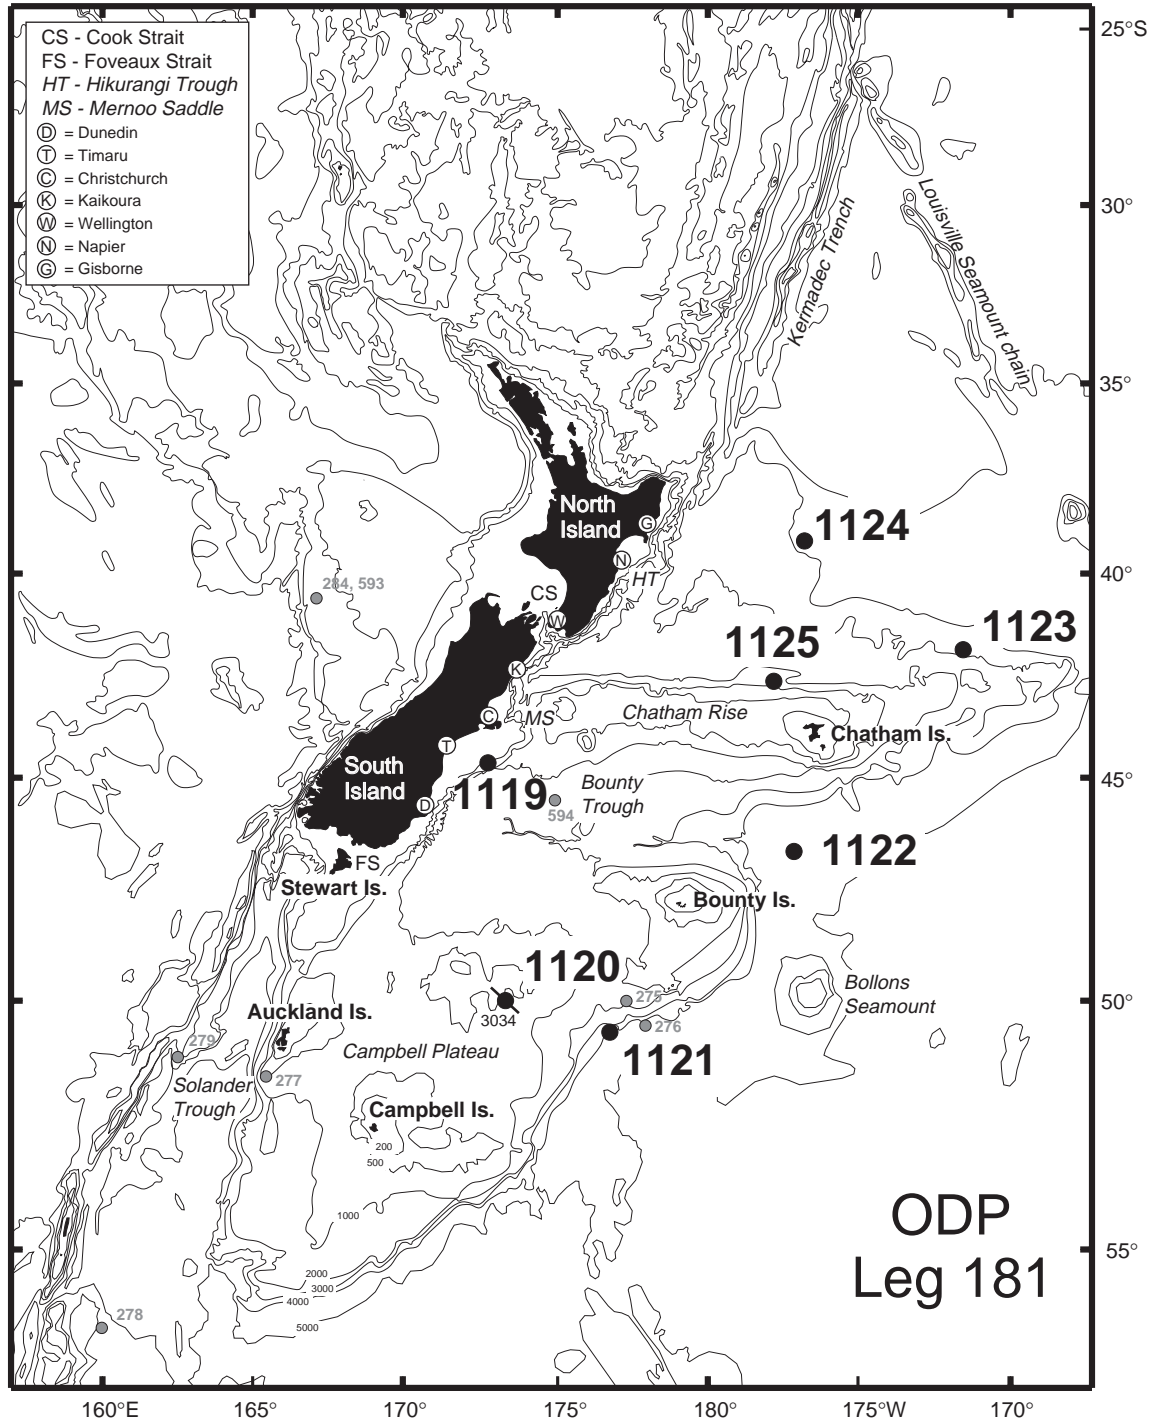 CS - Cook Strait
FS - Foveaux Strait
HT - Hikurangi Trough
MS - Mernoo Saddle
D = Dunedin
T = Timaru
C = Christchurch
K = Kaikoura
W = Wellington
N = Napier
G = Gisborne
25°S
30°
Louisville Seamount chain
Kermadec Trench
35°
North
Island
G
1124
N
HT
40°
284, 593
CS
W
1123
1125
K
C
MS
Chatham Rise
Chatham Is.
T
South
Island
1119
Bounty
Trough
45°
D
594
1122
FS
Stewart Is.
Bounty Is.
1120
Bollons
Seamount
275
50°
Auckland Is.
3034
276
279
Campbell Plateau
1121
277
Solander
Trough
Campbell Is.
200
500
1000
ODP
Leg 181
55°
2000
3000
4000
5000
278
160°E
165°
170°
175°
180°
175°W
170°